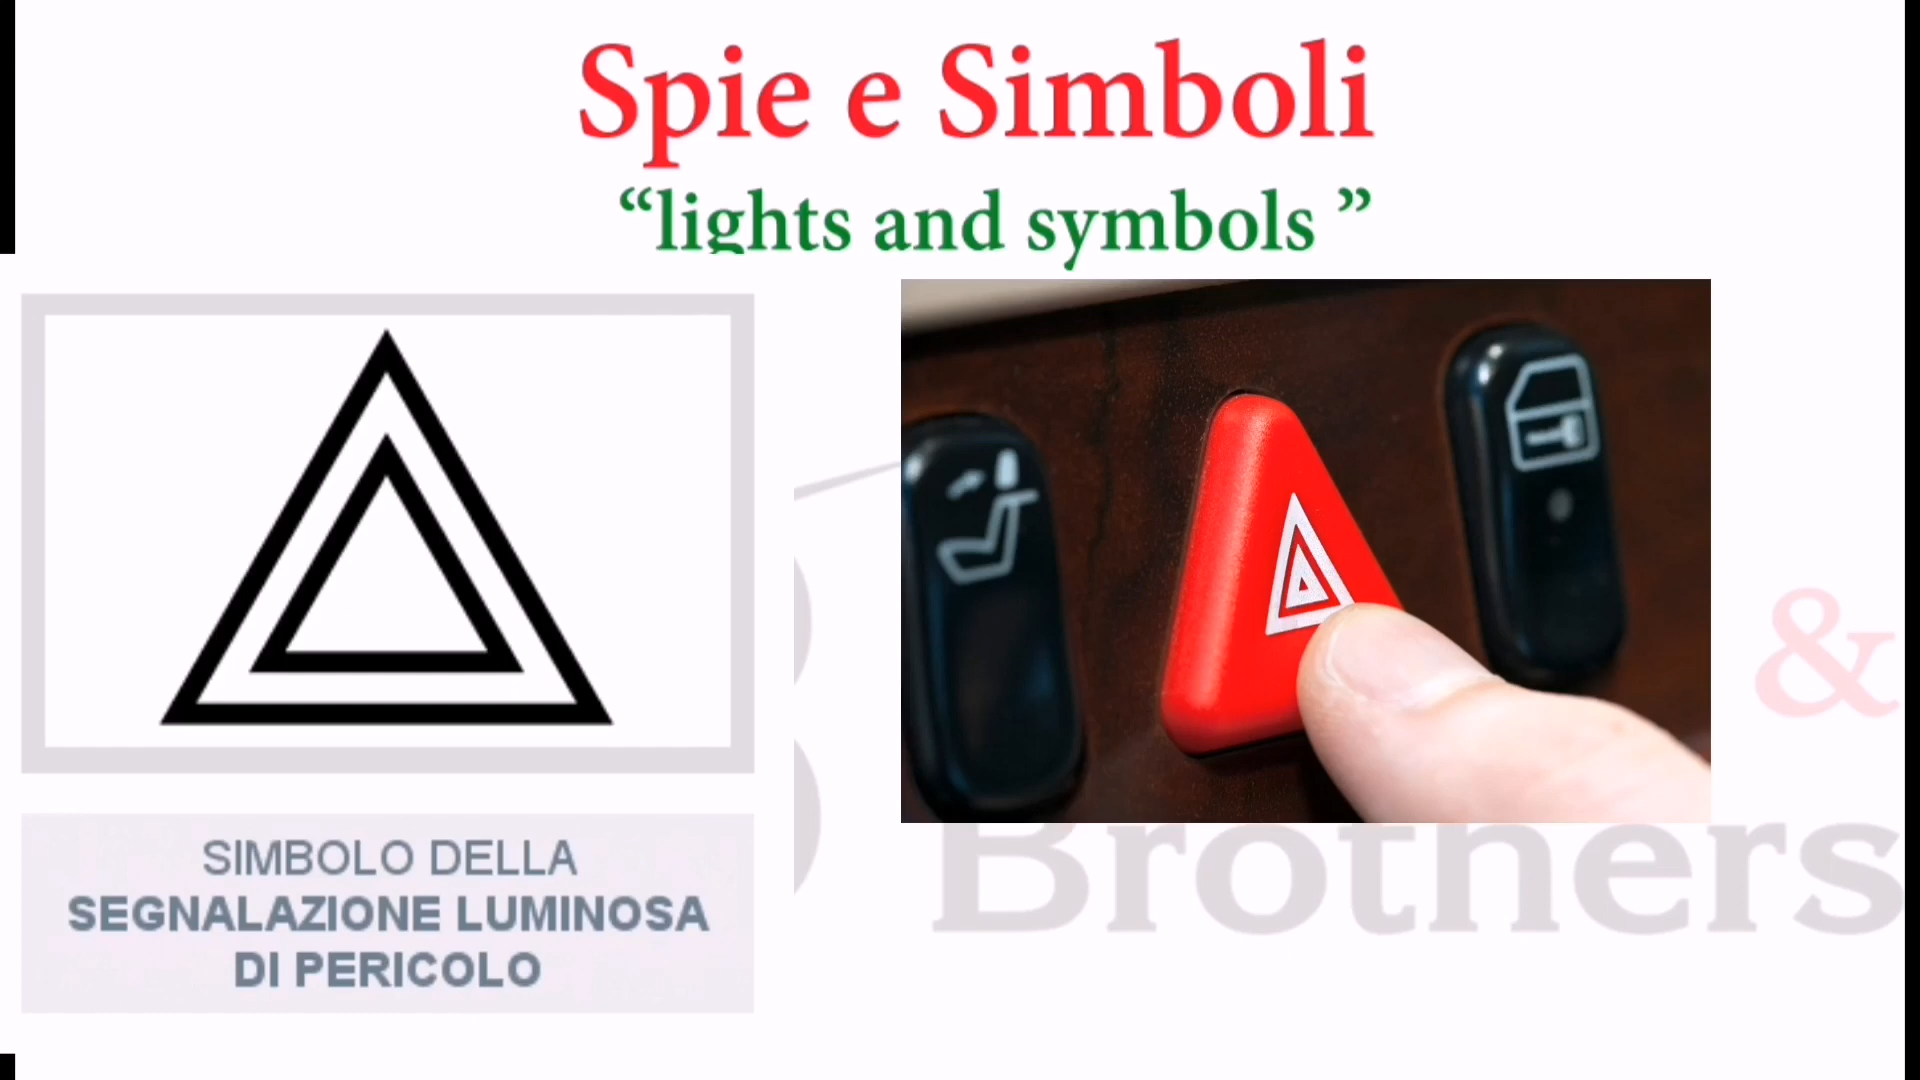 Spie e Simboli
“lights and symbols ”
SIMBOLO DELLA
SEGNALAZIONE LUMINOSA
DI PERICOLO
&
Brothers